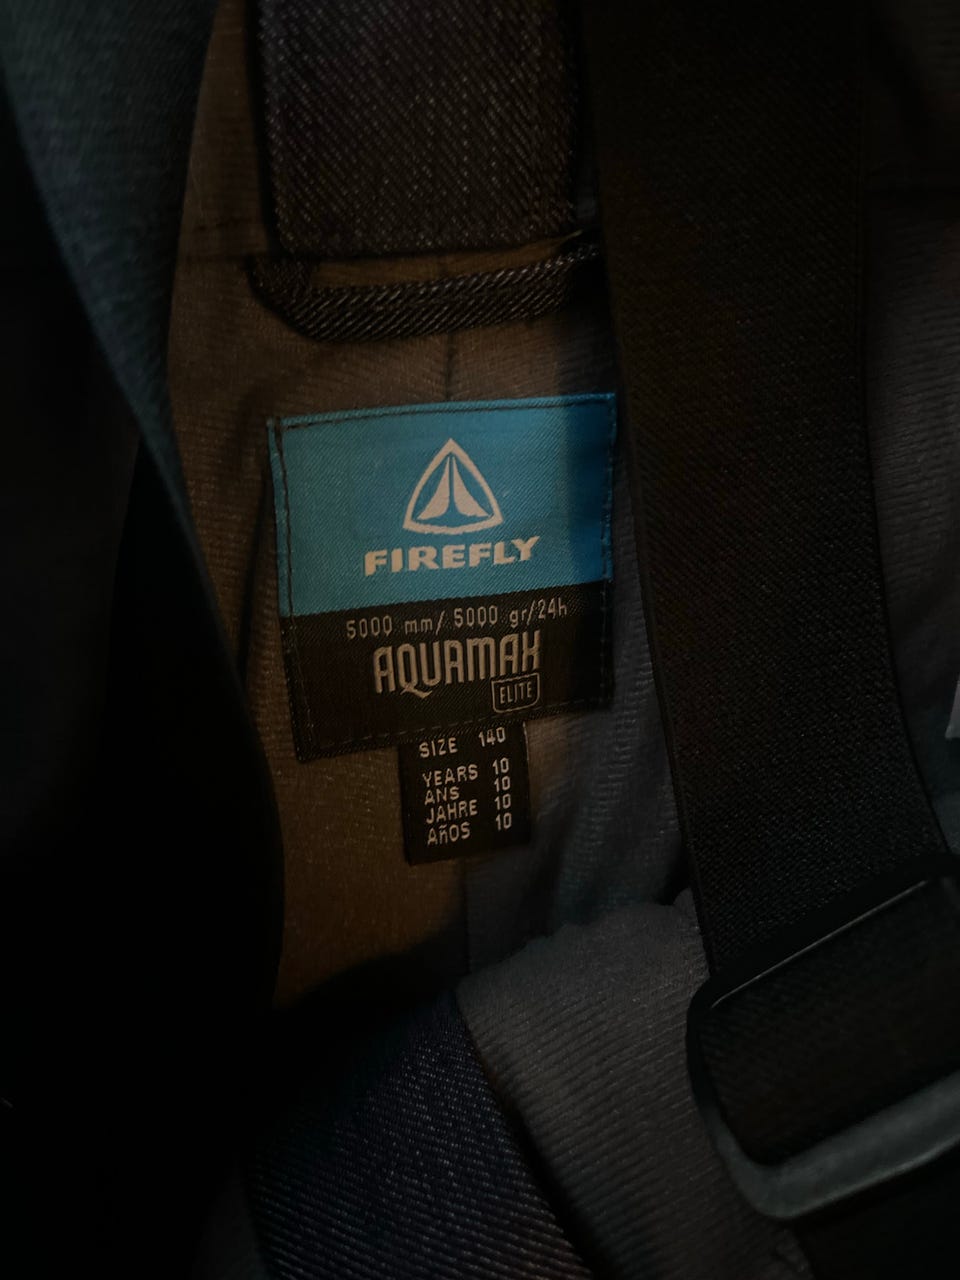 FIREFLY
5000 mm/ 5000 gr/24h
AQUAMAX
ELITE
SIZE 140
YEARS 10
ANS 10
JAHRE 10
AÑOS 10